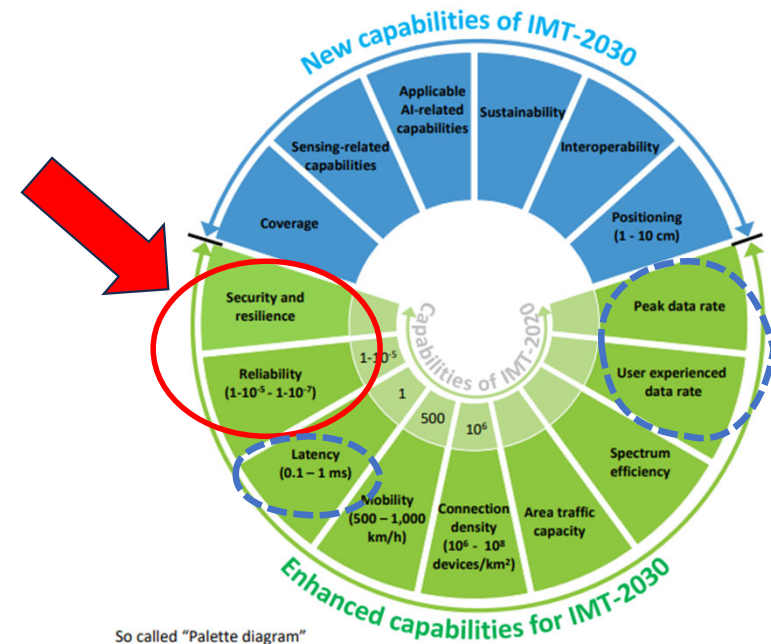 New capabilities of IMT-2030
Applicable
AI-related
capabilities
Sustainability
Sensing-related
capabilities
Interoperability
Coverage
Positioning
(1 - 10 cm)
Security and
resilience
Peak data rate
Capabilities of IMT-2020
1-10⁻⁵
Reliability
(1-10⁻⁵ - 1-10⁻⁷)
User experienced
data rate
1
500
10⁶
Latency
(0.1 – 1 ms)
Spectrum
efficiency
Mobility
(500 – 1,000
km/h)
Connection
density
(10⁶ - 10⁸
devices/km²)
Area traffic
capacity
Enhanced capabilities for IMT-2030
So called “Palette diagram”